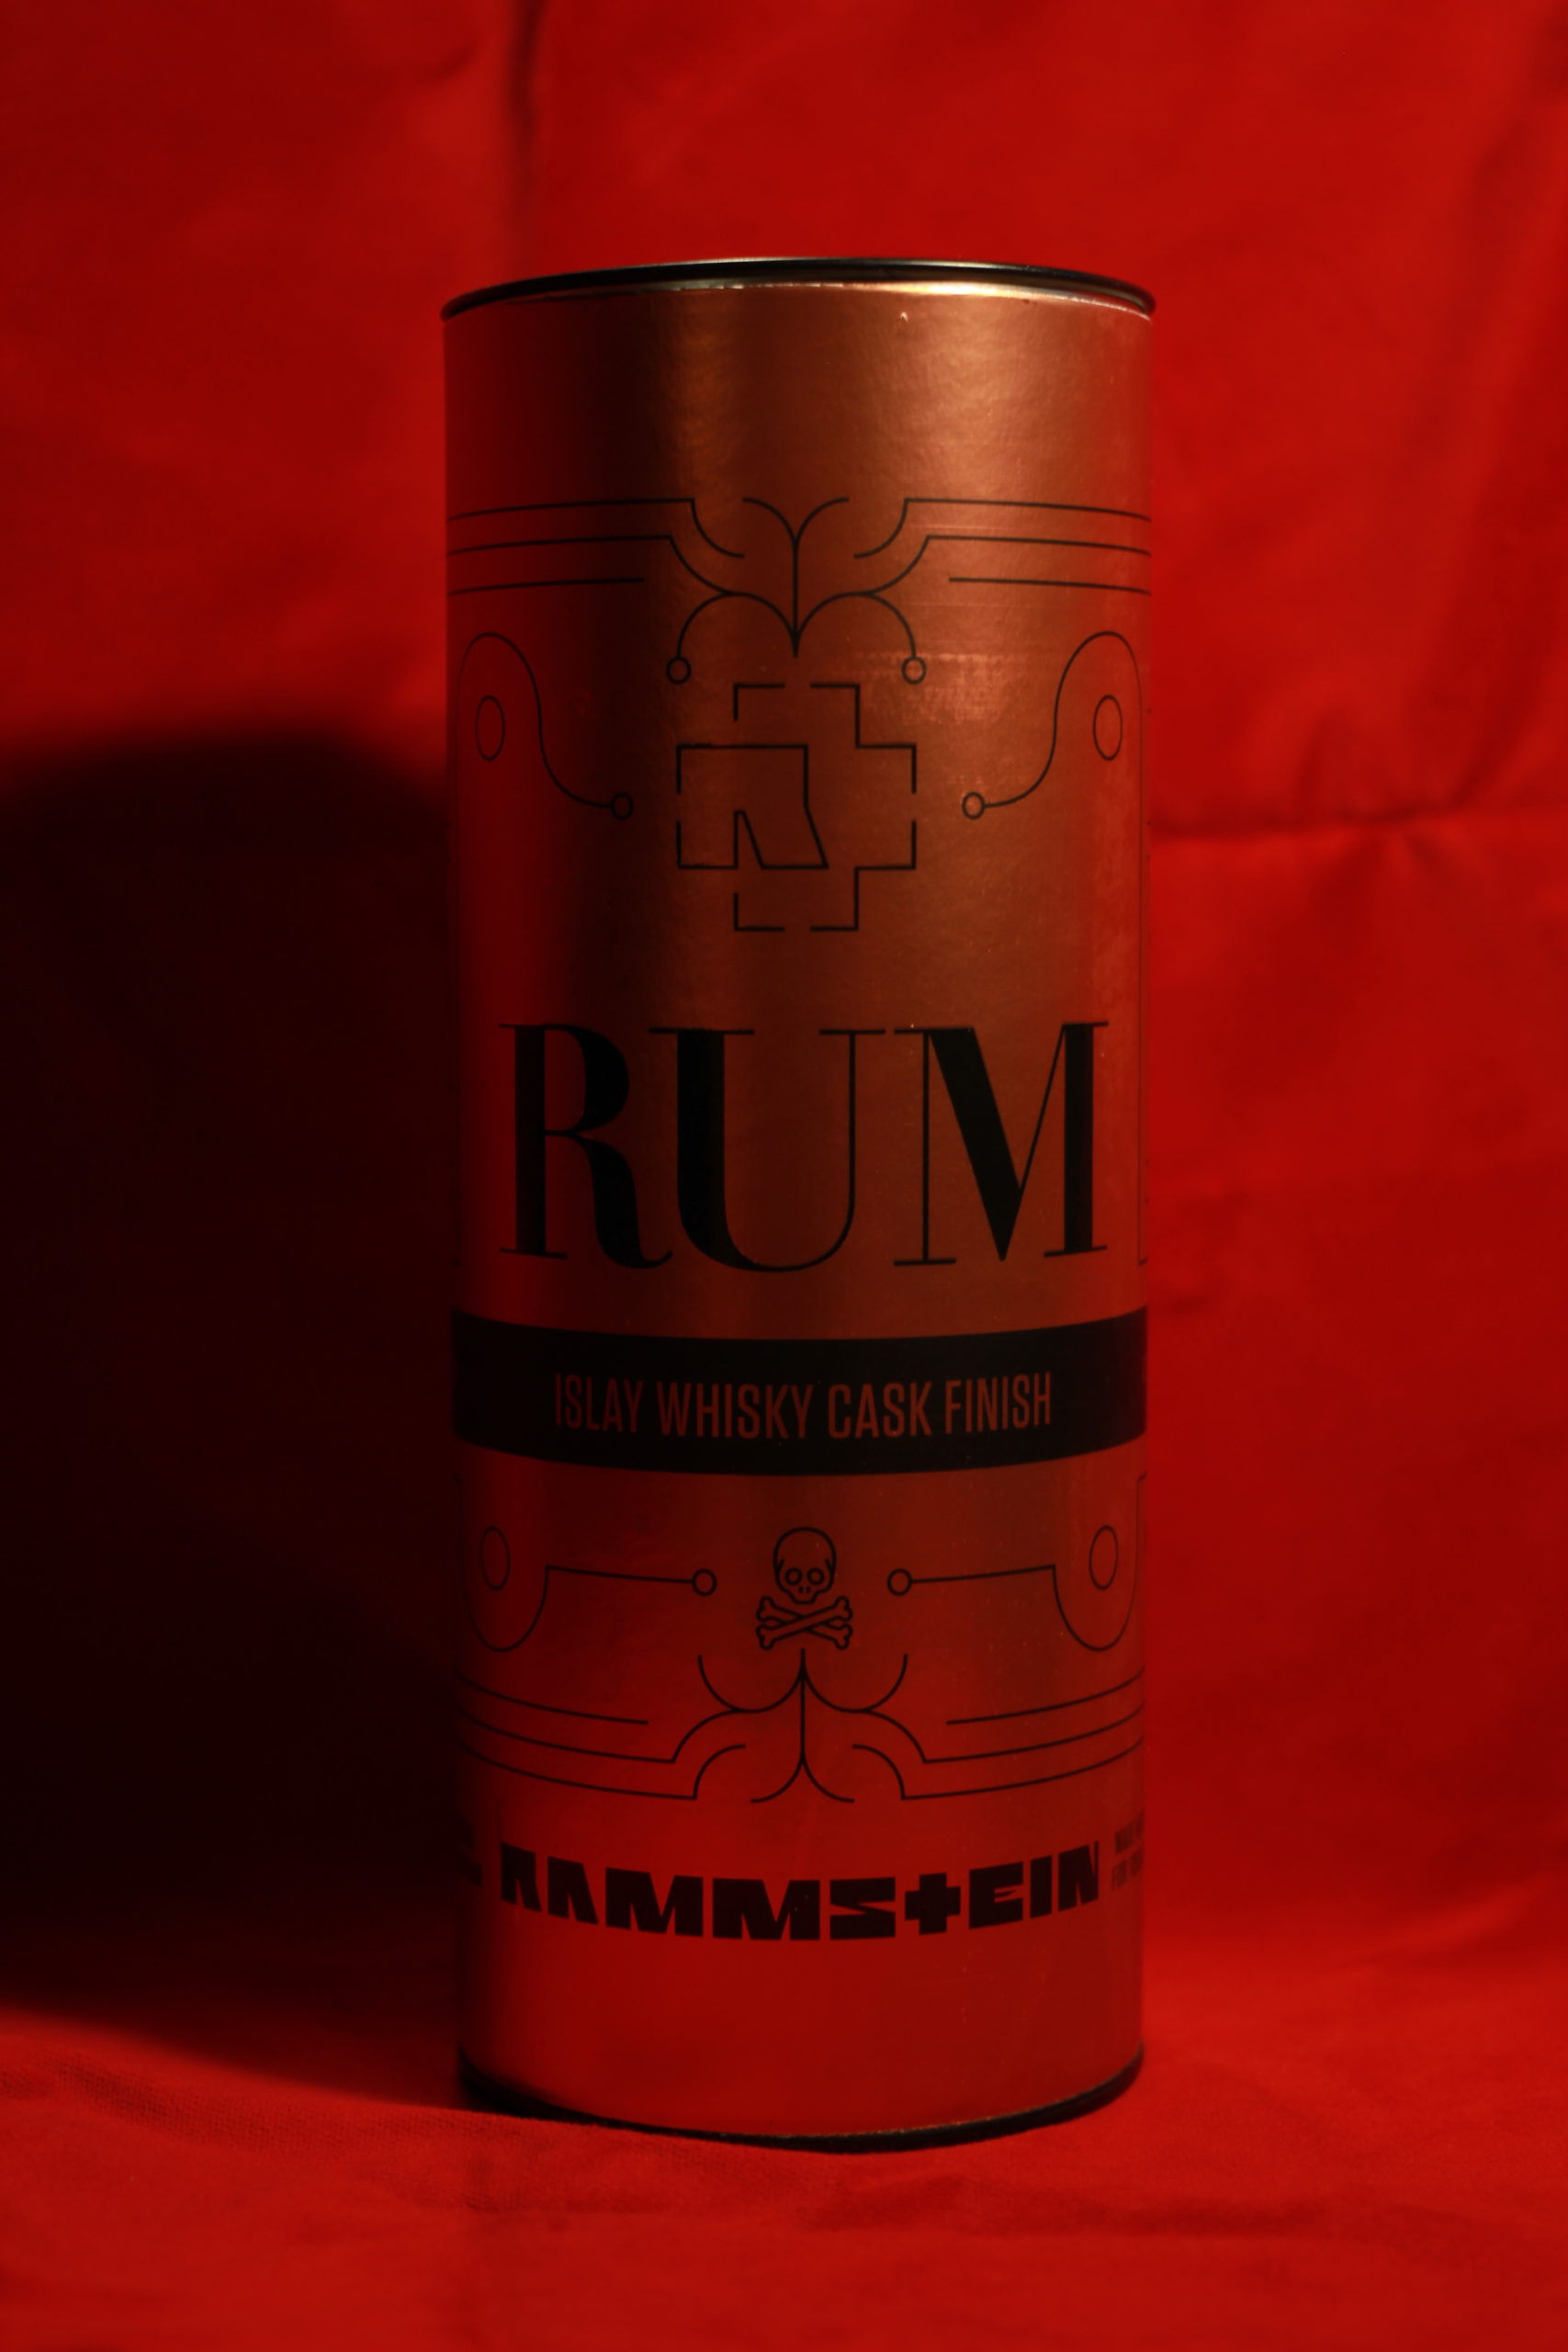 R
RUM
ISLAY WHISKY CASK FINISH
RAMMSTEIN